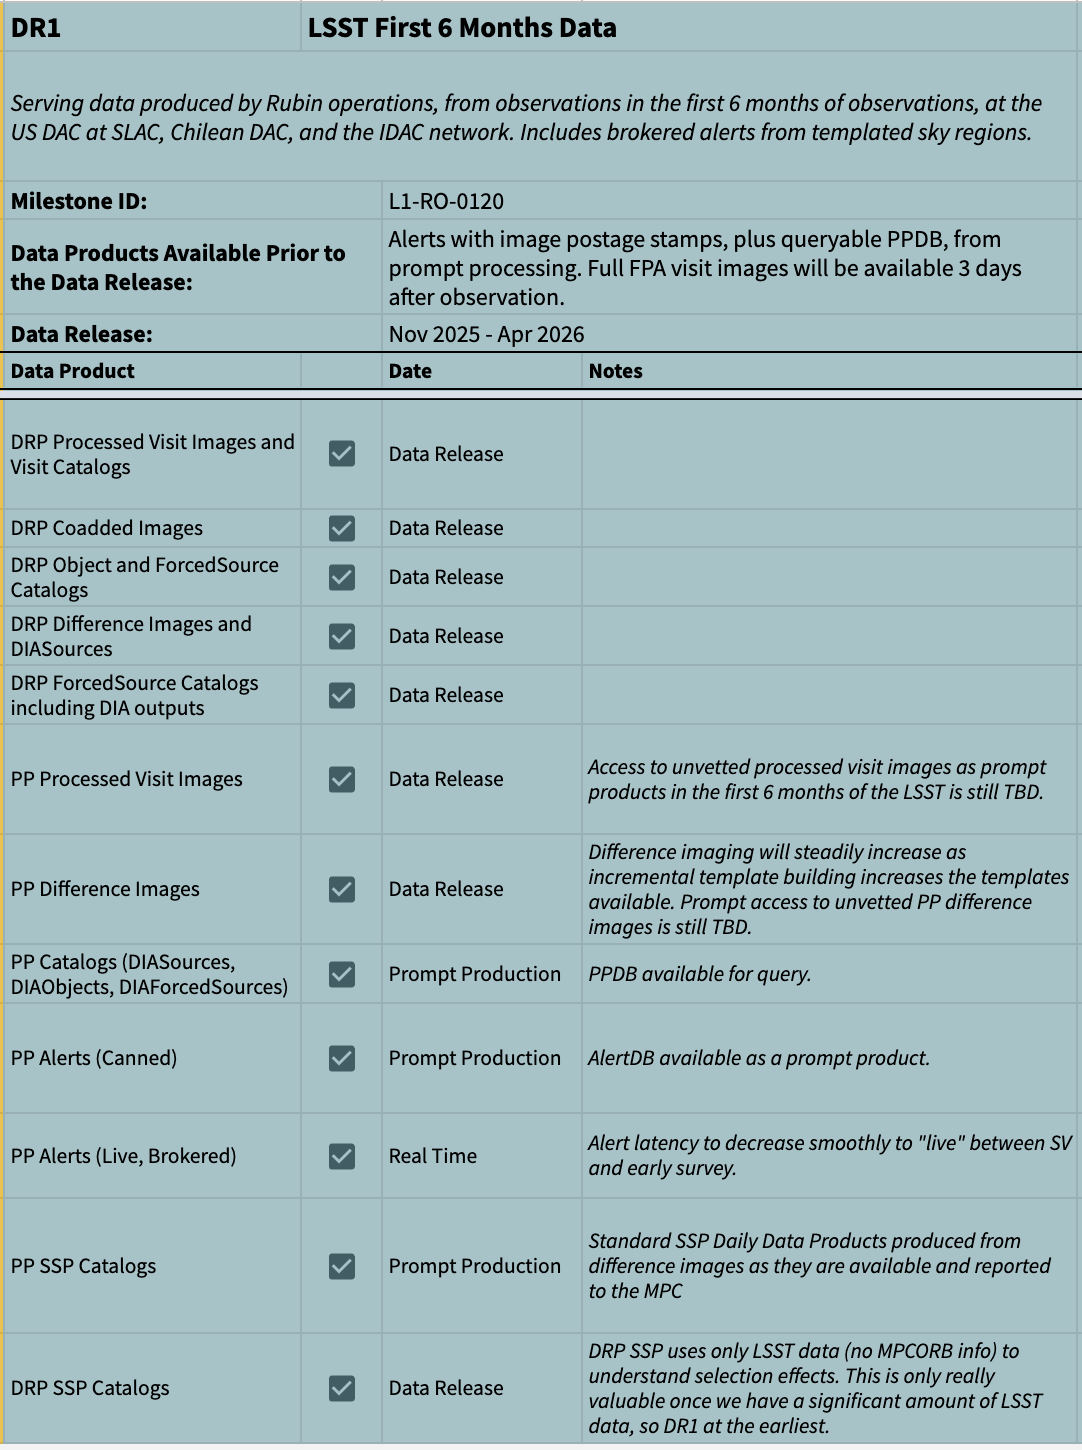 DR1
LSST First 6 Months Data
Serving data produced by Rubin operations, from observations in the first 6 months of observations, at the
US DAC at SLAC, Chilean DAC, and the IDAC network. Includes brokered alerts from templated sky regions.
Milestone ID:
L1-RO-0120
Data Products Available Prior to
the Data Release:
Alerts with image postage stamps, plus queryable PPDB, from
prompt processing. Full FPA visit images will be available 3 days
after observation.
Data Release:
Nov 2025 - Apr 2026
Data Product
Date
Notes
DRP Processed Visit Images and
Visit Catalogs
Data Release
DRP Coadded Images
Data Release
DRP Object and ForcedSource
Catalogs
Data Release
DRP Difference Images and
DIASources
Data Release
DRP ForcedSource Catalogs
including DIA outputs
Data Release
PP Processed Visit Images
Data Release
Access to unvetted processed visit images as prompt
products in the first 6 months of the LSST is still TBD.
PP Difference Images
Data Release
Difference imaging will steadily increase as
incremental template building increases the templates
available. Prompt access to unvetted PP difference
images is still TBD.
PP Catalogs (DIASources,
DIAObjects, DIAForcedSources)
Prompt Production
PPDB available for query.
PP Alerts (Canned)
Prompt Production
AlertDB available as a prompt product.
PP Alerts (Live, Brokered)
Real Time
Alert latency to decrease smoothly to "live" between SV
and early survey.
PP SSP Catalogs
Prompt Production
Standard SSP Daily Data Products produced from
difference images as they are available and reported
to the MPC
DRP SSP Catalogs
Data Release
DRP SSP uses only LSST data (no MPCORB info) to
understand selection effects. This is only really
valuable once we have a significant amount of LSST
data, so DR1 at the earliest.